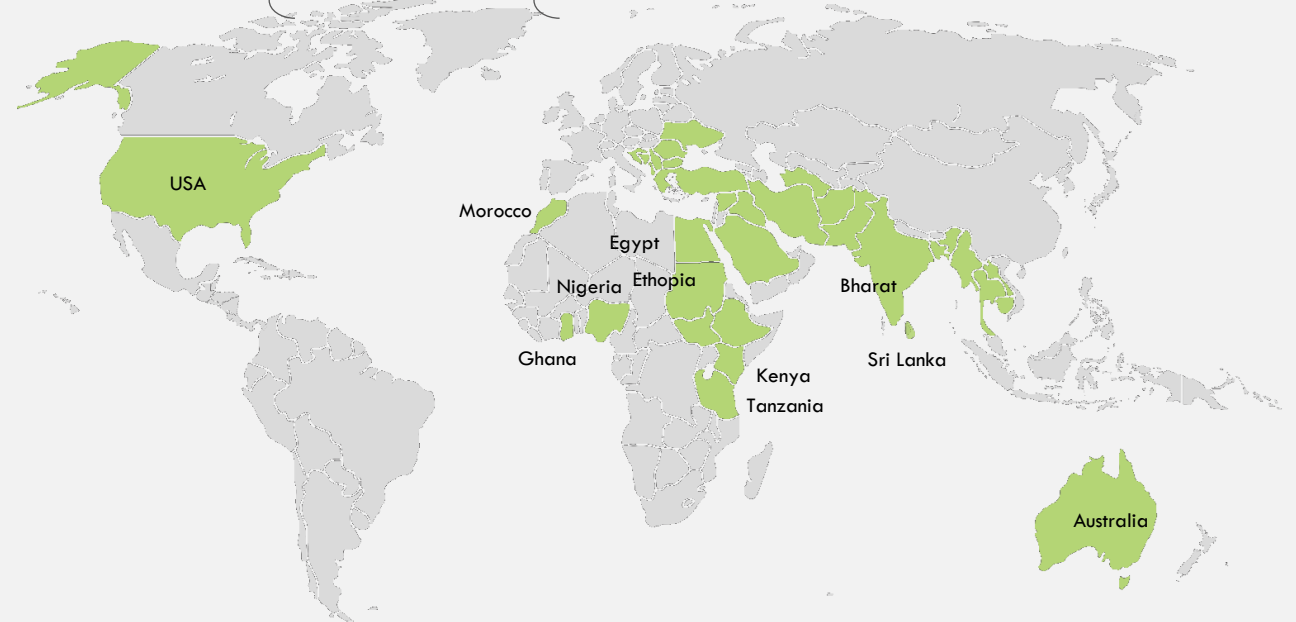 USA
Morocco
Egypt
Ethopia
Nigeria
Bharat
Ghana
Sri Lanka
Kenya
Tanzania
Australia